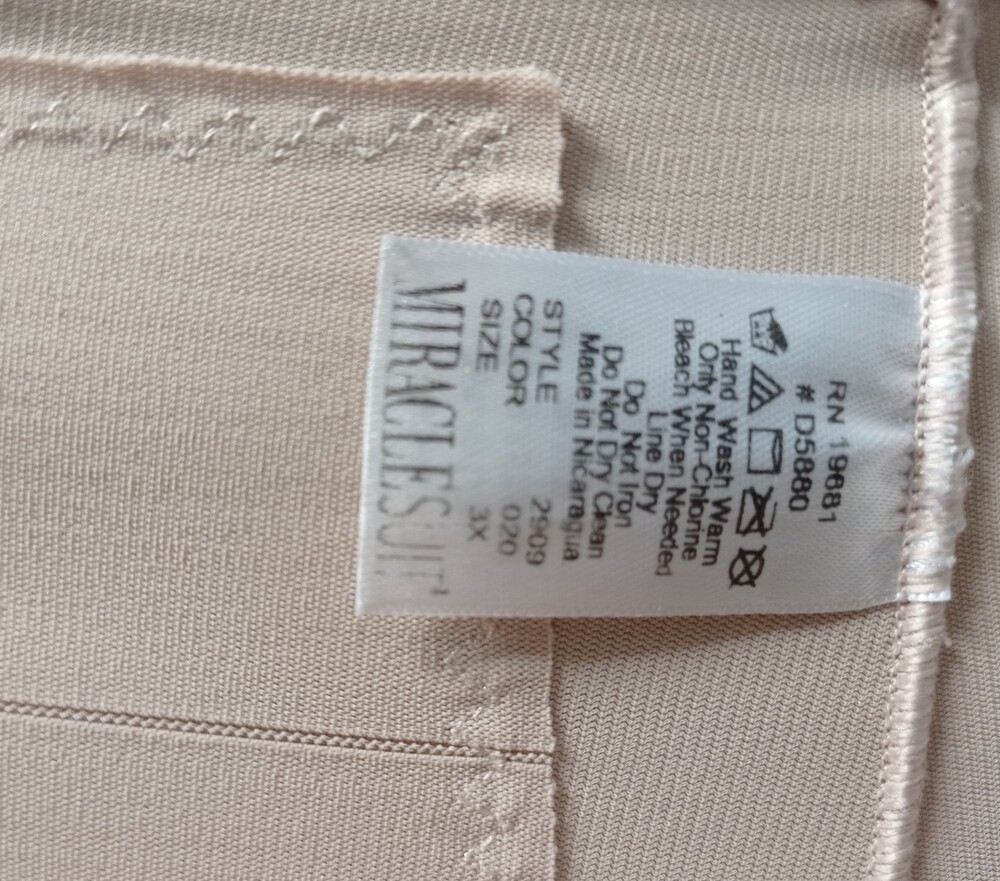 RN 19681
# D5880
Hand Wash Warm
Only Non-Chlorine
Bleach When Needed
Line Dry
Do Not Iron
Do Not Dry Clean
Made in Nicaragua
STYLE 2909
COLOR 020
SIZE 3X
MIRACLESUIT